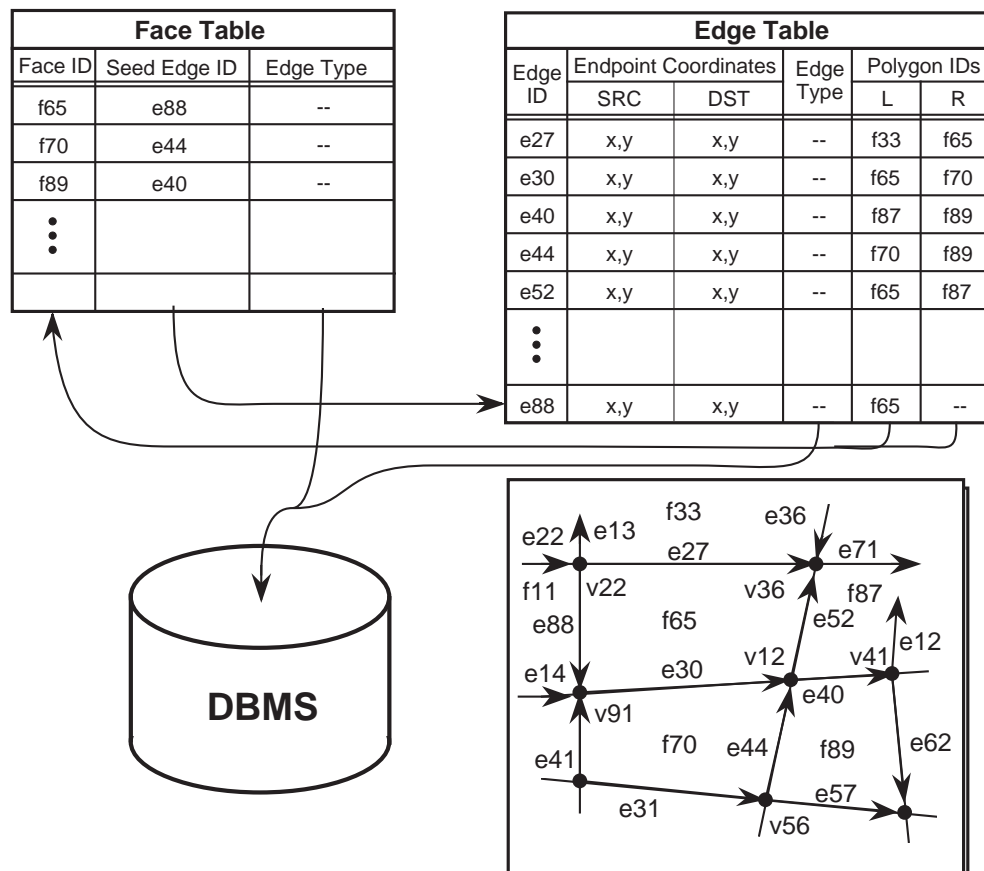 Face Table
Face ID Seed Edge ID Edge Type
f65 e88 --
f70 e44 --
f89 e40 --
Edge Table
Edge ID Endpoint Coordinates Edge Type Polygon IDs
SRC DST L R
e27 x,y x,y -- f33 f65
e30 x,y x,y -- f65 f70
e40 x,y x,y -- f87 f89
e44 x,y x,y -- f70 f89
e52 x,y x,y -- f65 f87
e88 x,y x,y -- f65 --
DBMS
f33
e22 e13 e36
e27 e71
f11 v22 v36 f87
e88 f65 e52
e12
e14 e30 v12 v41
e40
v91
f70 e44 f89 e62
e41
e31 e57
v56